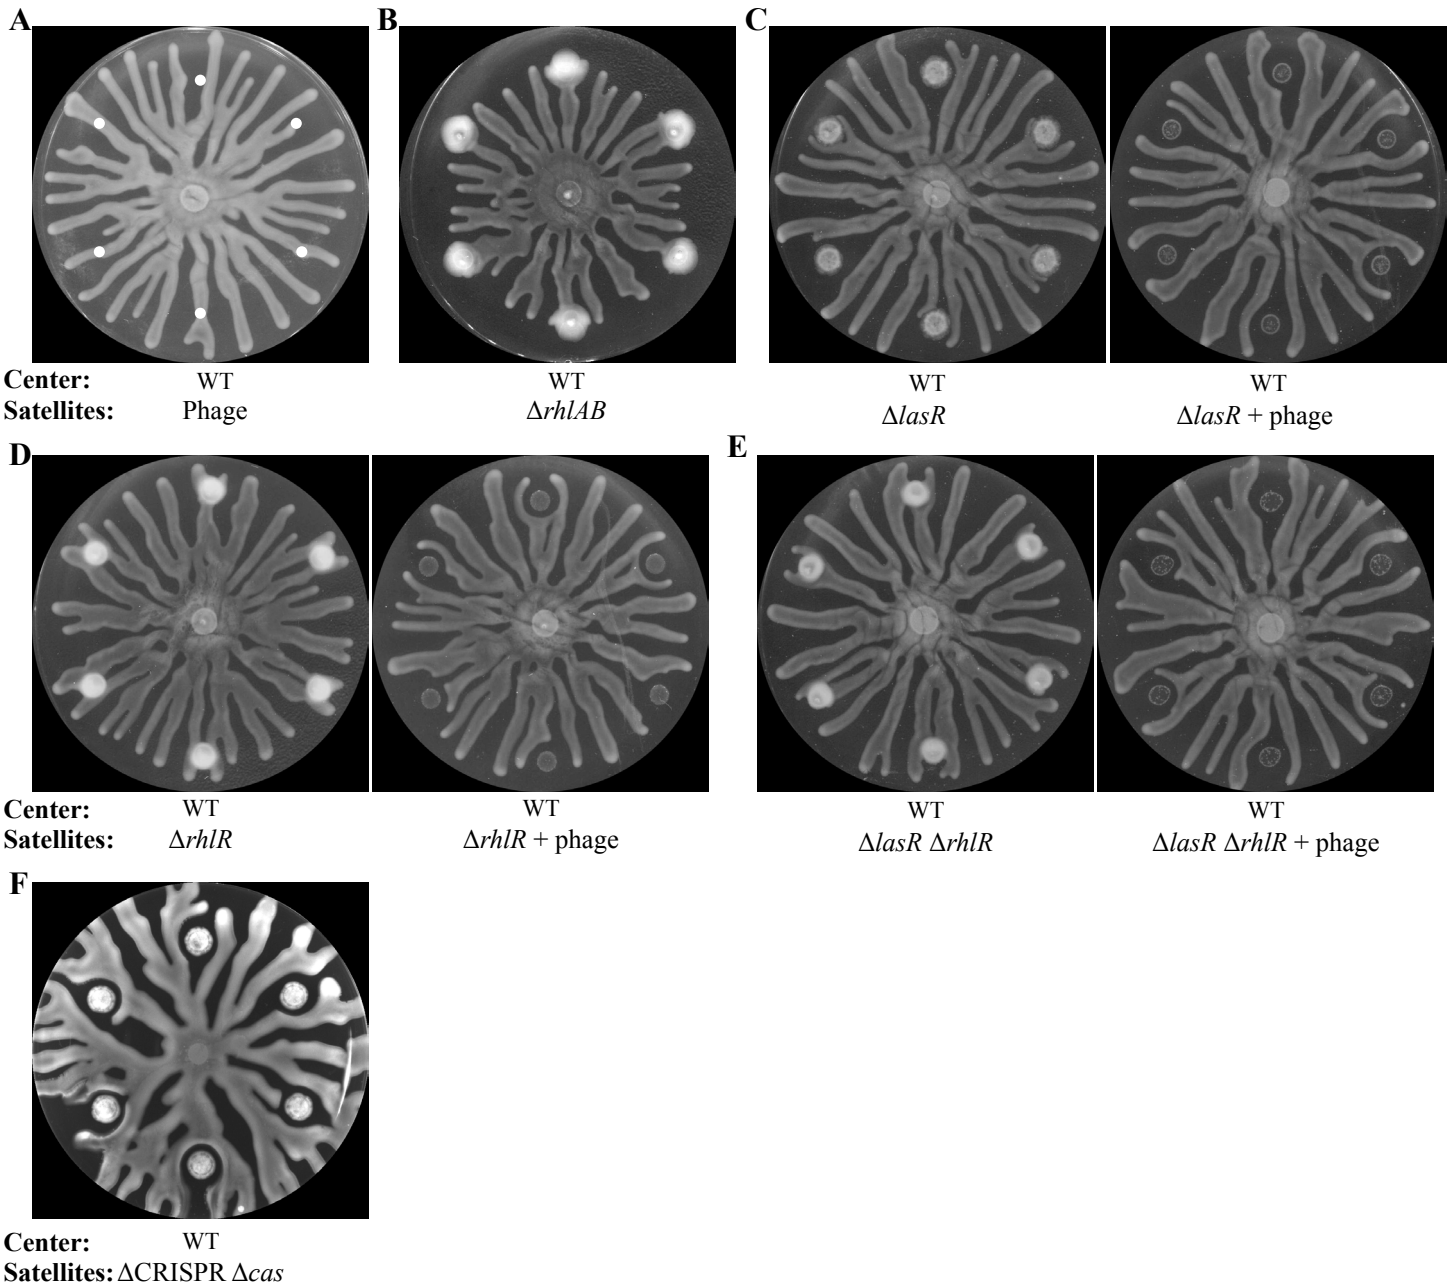 A B C
Center: WT WT WT WT
Satellites: Phage ΔrhlAB ΔlasR ΔlasR + phage
D E
Center: WT WT WT WT
Satellites: ΔrhlR ΔrhlR + phage ΔlasR ΔrhlR ΔlasR ΔrhlR + phage
F
Center: WT
Satellites: ΔCRISPR Δcas